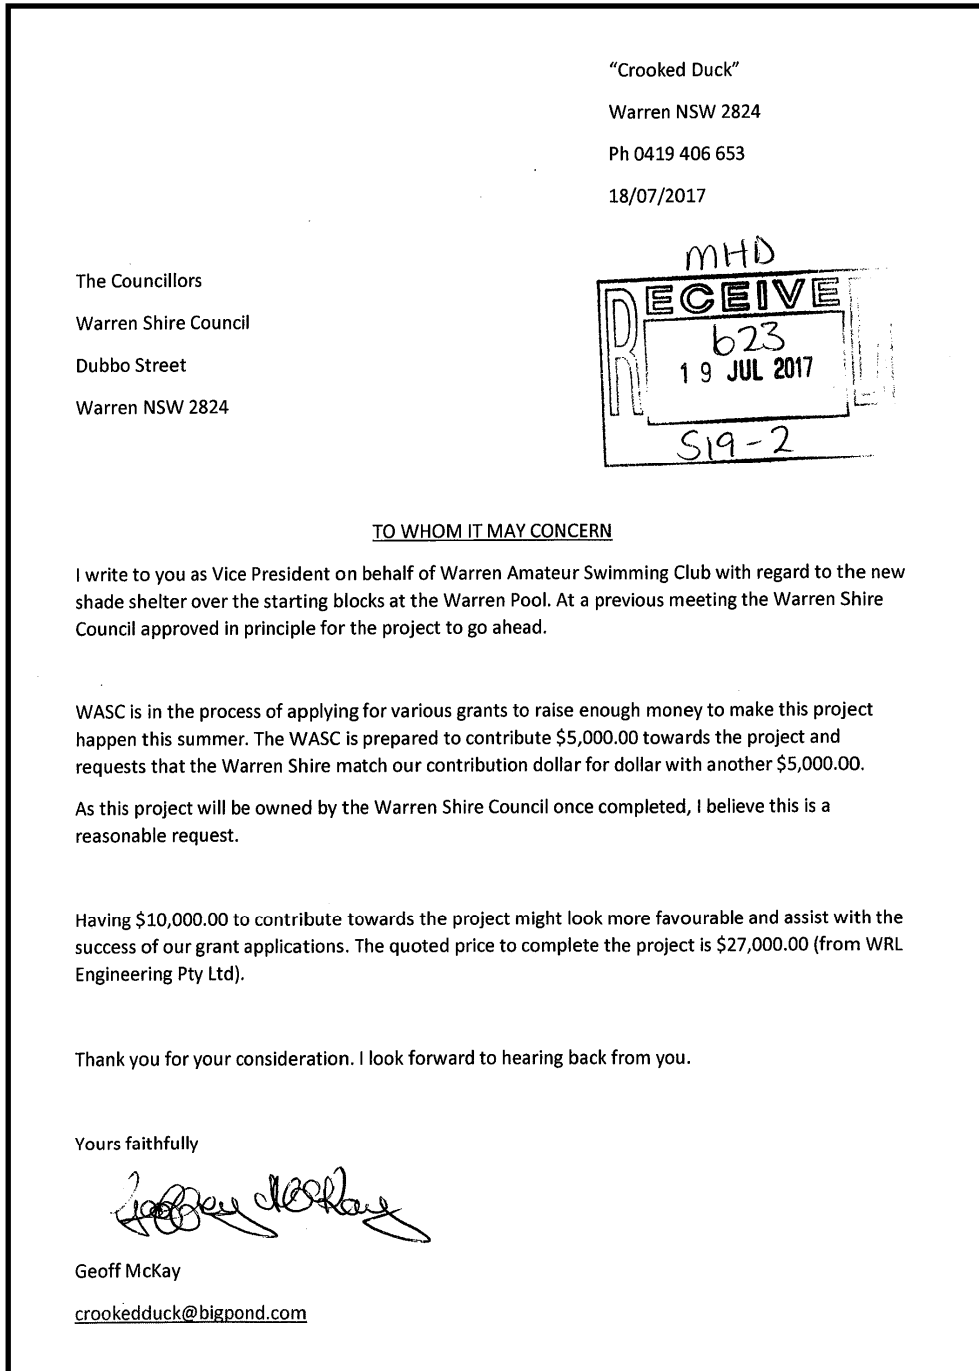 “Crooked Duck”
Warren NSW 2824
Ph 0419 406 653
18/07/2017
MHD
RECEIVE
623
19 JUL 2017
S19-2
The Councillors
Warren Shire Council
Dubbo Street
Warren NSW 2824
TO WHOM IT MAY CONCERN
I write to you as Vice President on behalf of Warren Amateur Swimming Club with regard to the new
shade shelter over the starting blocks at the Warren Pool. At a previous meeting the Warren Shire
Council approved in principle for the project to go ahead.
WASC is in the process of applying for various grants to raise enough money to make this project
happen this summer. The WASC is prepared to contribute $5,000.00 towards the project and
requests that the Warren Shire match our contribution dollar for dollar with another $5,000.00.
As this project will be owned by the Warren Shire Council once completed, I believe this is a
reasonable request.
Having $10,000.00 to contribute towards the project might look more favourable and assist with the
success of our grant applications. The quoted price to complete the project is $27,000.00 (from WRL
Engineering Pty Ltd).
Thank you for your consideration. I look forward to hearing back from you.
Yours faithfully
Geoffrey McKay
Geoff McKay
crookedduck@bigpond.com